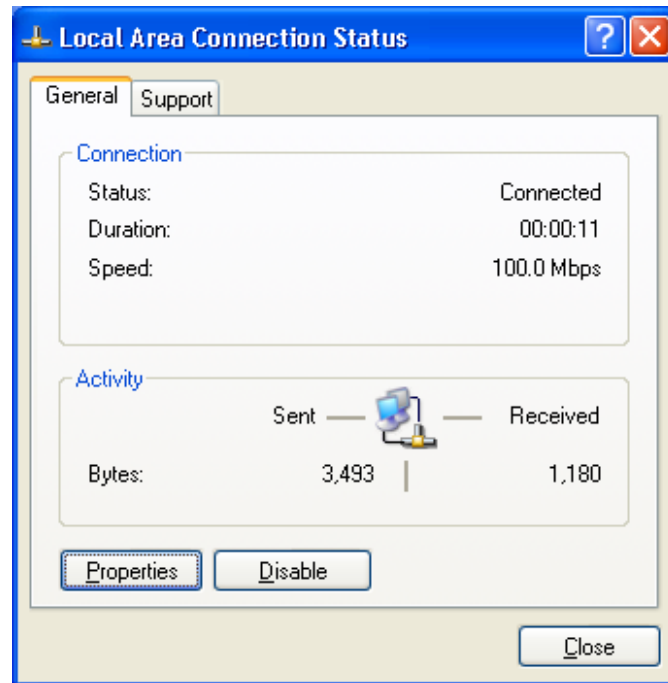 Local Area Connection Status
General Support
Connection
Status: Connected
Duration: 00:00:11
Speed: 100.0 Mbps
Activity
Sent Received
Bytes: 3,493 1,180
Properties Disable
Close